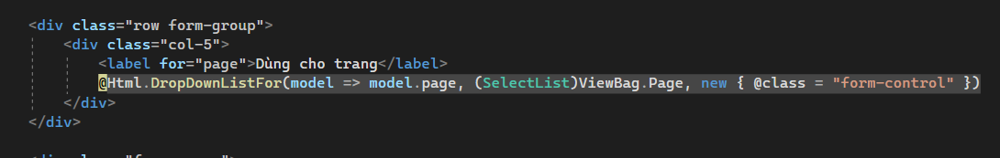 <div class="row form-group">
<div class="col-5">
<label for="page">Dùng cho trang</label>
@Html.DropDownListFor(model => model.page, (SelectList)ViewBag.Page, new { @class = "form-control" })
</div>
</div>